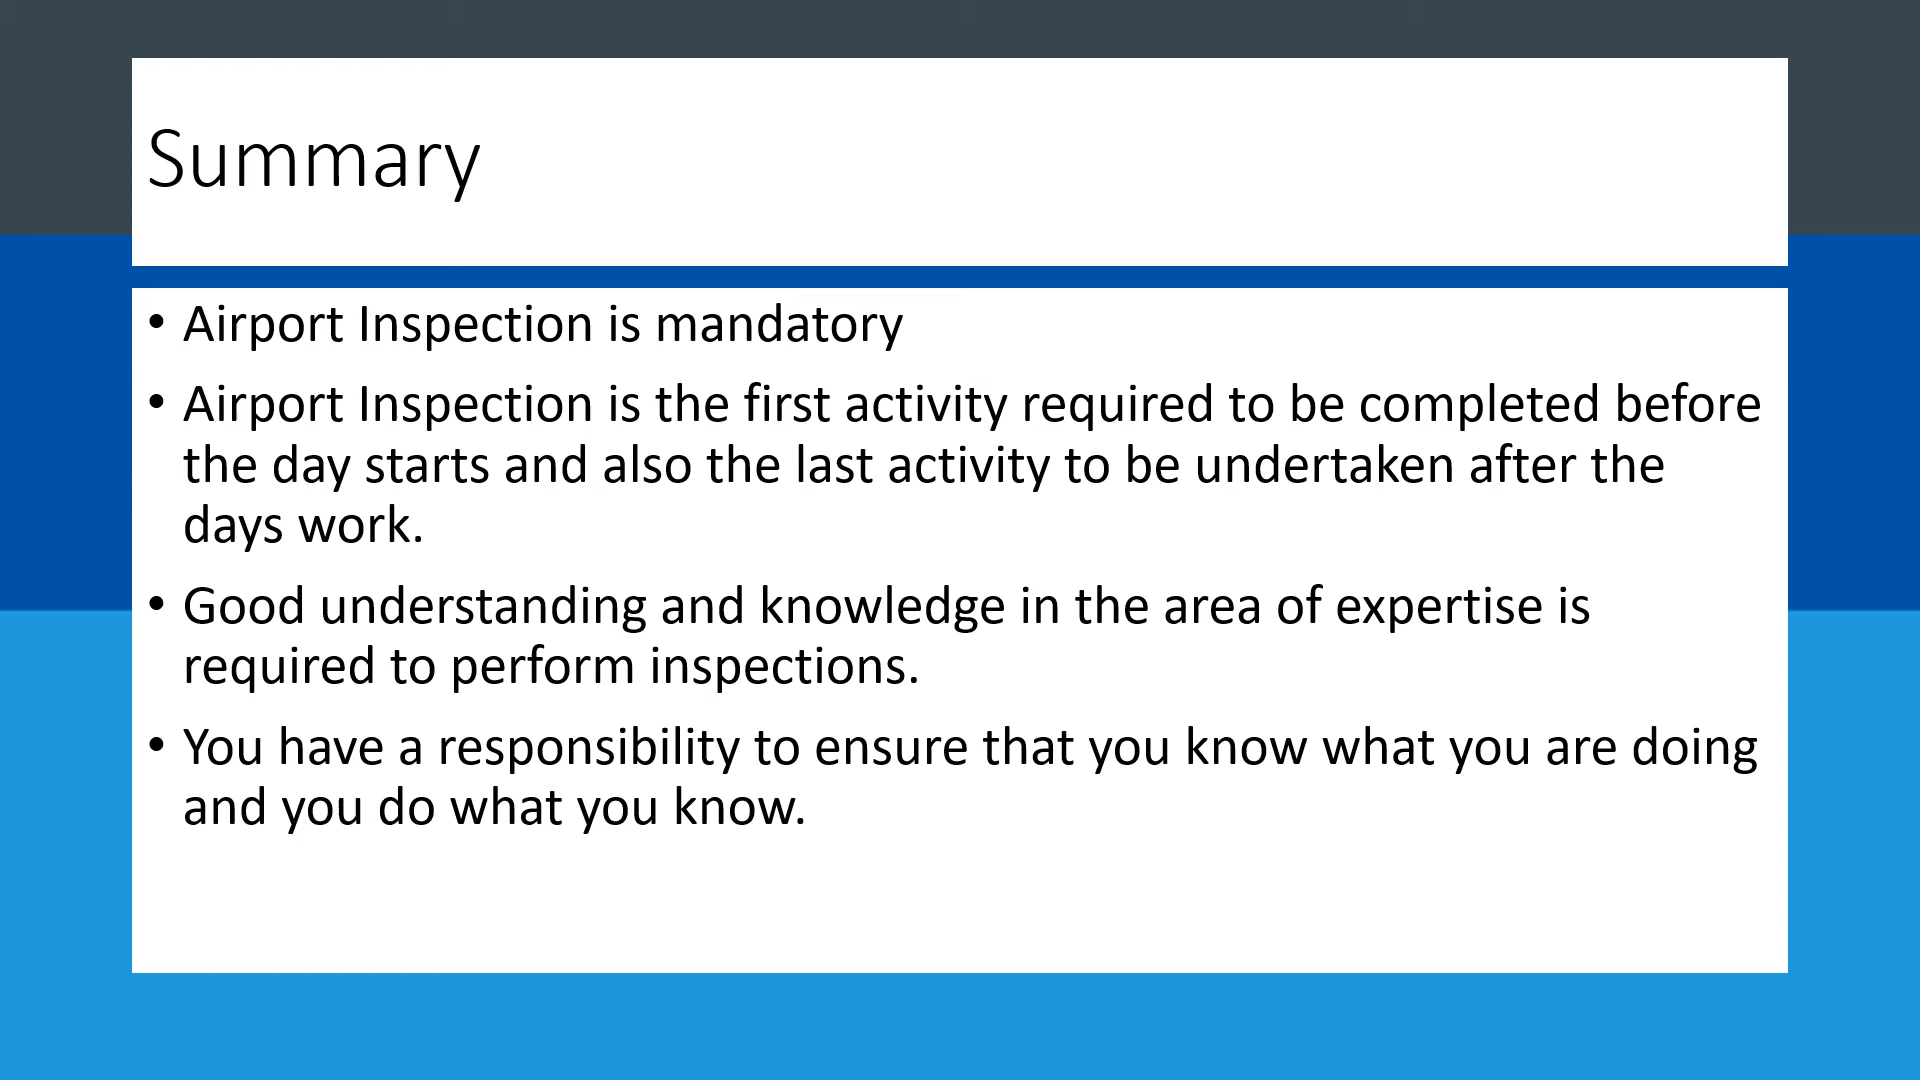 Summary
• Airport Inspection is mandatory
• Airport Inspection is the first activity required to be completed before
the day starts and also the last activity to be undertaken after the
days work.
• Good understanding and knowledge in the area of expertise is
required to perform inspections.
• You have a responsibility to ensure that you know what you are doing
and you do what you know.